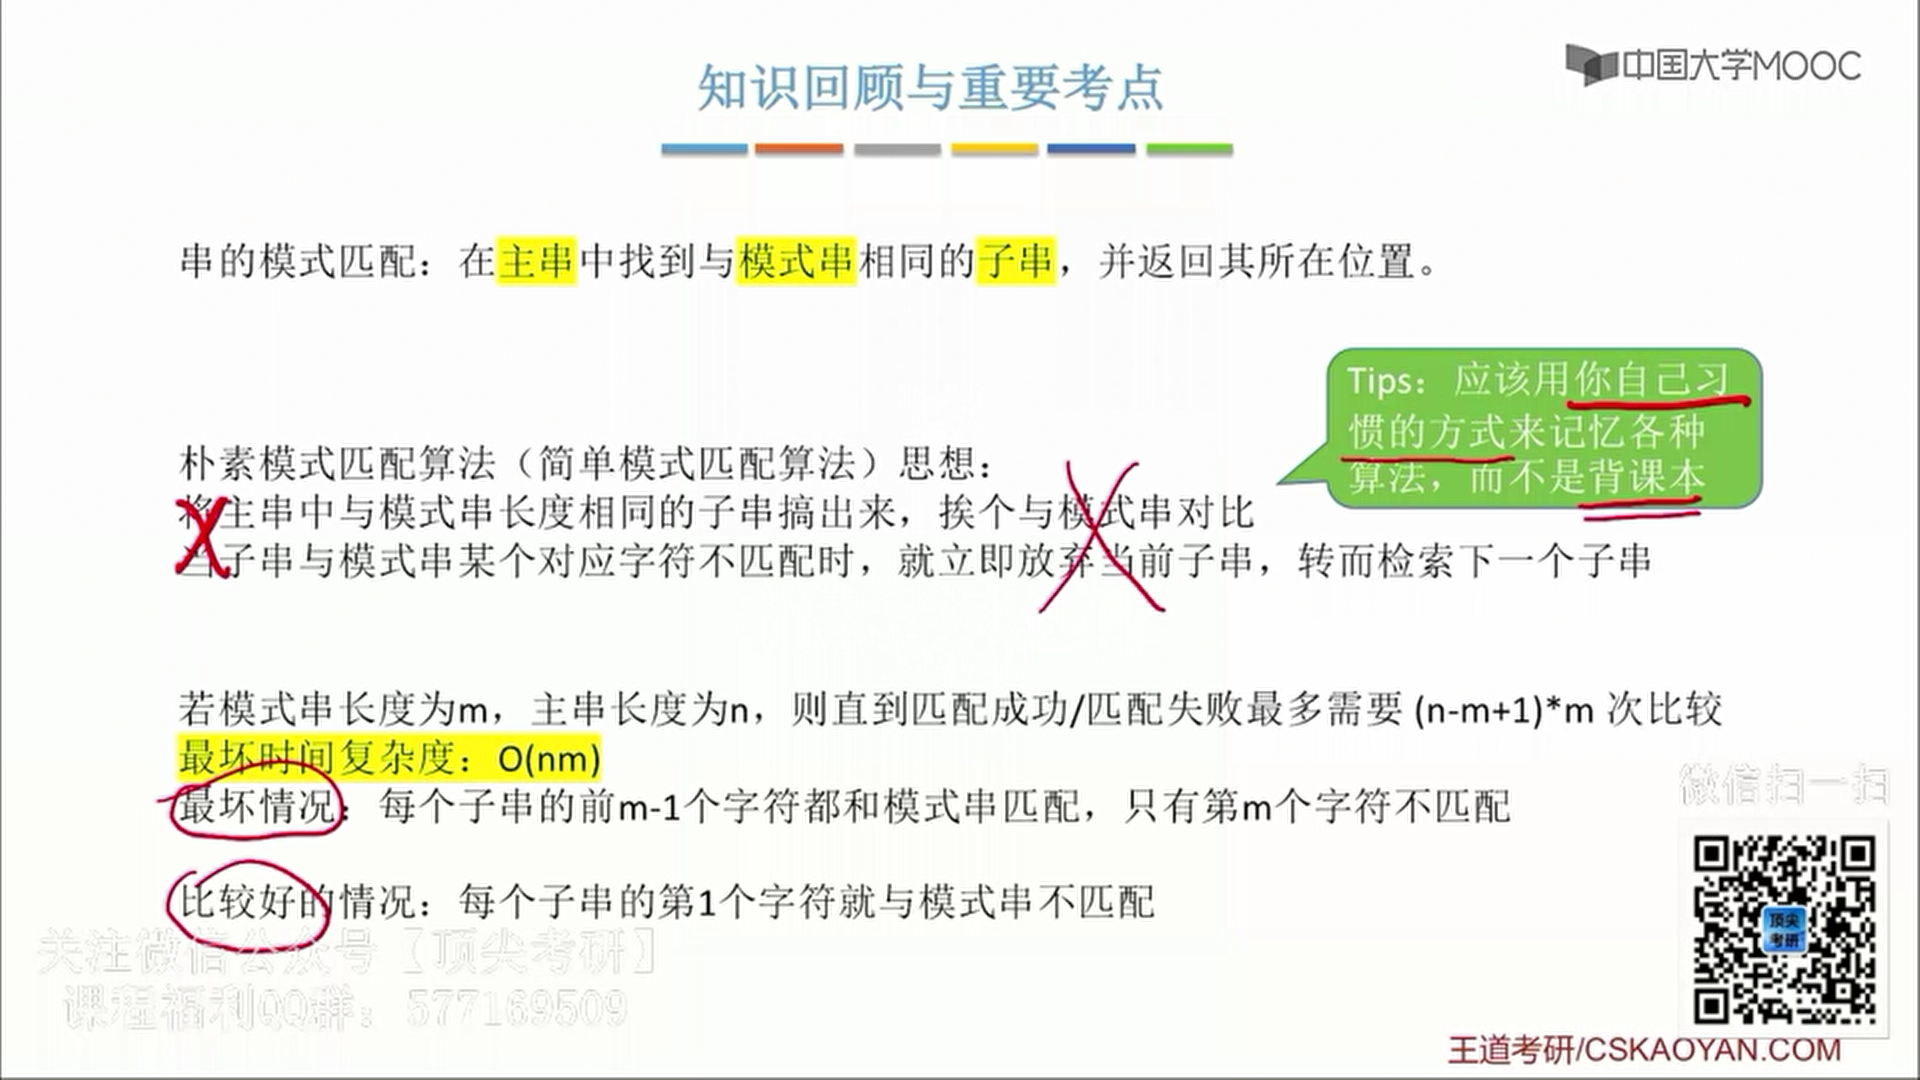 知识回顾与重要考点
中国大学MOOC
串的模式匹配：在主串中找到与模式串相同的子串，并返回其所在位置。
Tips：应该用你自己习
惯的方式来记忆各种
算法，而不是背课本
朴素模式匹配算法（简单模式匹配算法）思想：
将主串中与模式串长度相同的子串搞出来，挨个与模式串对比
当子串与模式串某个对应字符不匹配时，就立即放弃当前子串，转而检索下一个子串
若模式串长度为m，主串长度为n，则直到匹配成功/匹配失败最多需要 (n-m+1)*m 次比较
最坏时间复杂度：O(nm)
最坏情况：每个子串的前m-1个字符都和模式串匹配，只有第m个字符不匹配
比较好的情况：每个子串的第1个字符就与模式串不匹配
微信扫一扫
顶尖
考研
关注微信公众号【顶尖考研】
课程福利QQ群：577169509
王道考研/CSKAOYAN.COM